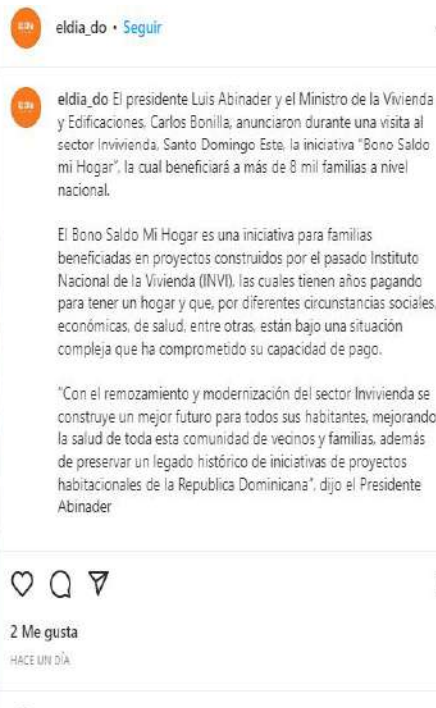 eldia_do • Seguir
eldia_do El presidente Luis Abinader y el Ministro de la Vivienda
y Edificaciones, Carlos Bonilla, anunciaron durante una visita al
sector Invivienda, Santo Domingo Este, la iniciativa "Bono Saldo
mi Hogar", la cual beneficiará a más de 8 mil familias a nivel
nacional.
El Bono Saldo Mi Hogar es una iniciativa para familias
beneficiadas en proyectos construidos por el pasado Instituto
Nacional de la Vivienda (INVI), las cuales tienen años pagando
para tener un hogar y que, por diferentes circunstancias sociales,
económicas, de salud, entre otras, están bajo una situación
compleja que ha comprometido su capacidad de pago.
"Con el remozamiento y modernización del sector Invivienda se
construye un mejor futuro para todos sus habitantes, mejorando
la salud de toda esta comunidad de vecinos y familias, además
de preservar un legado histórico de iniciativas de proyectos
habitacionales de la Republica Dominicana", dijo el Presidente
Abinader
2 Me gusta
HACE UN DÍA